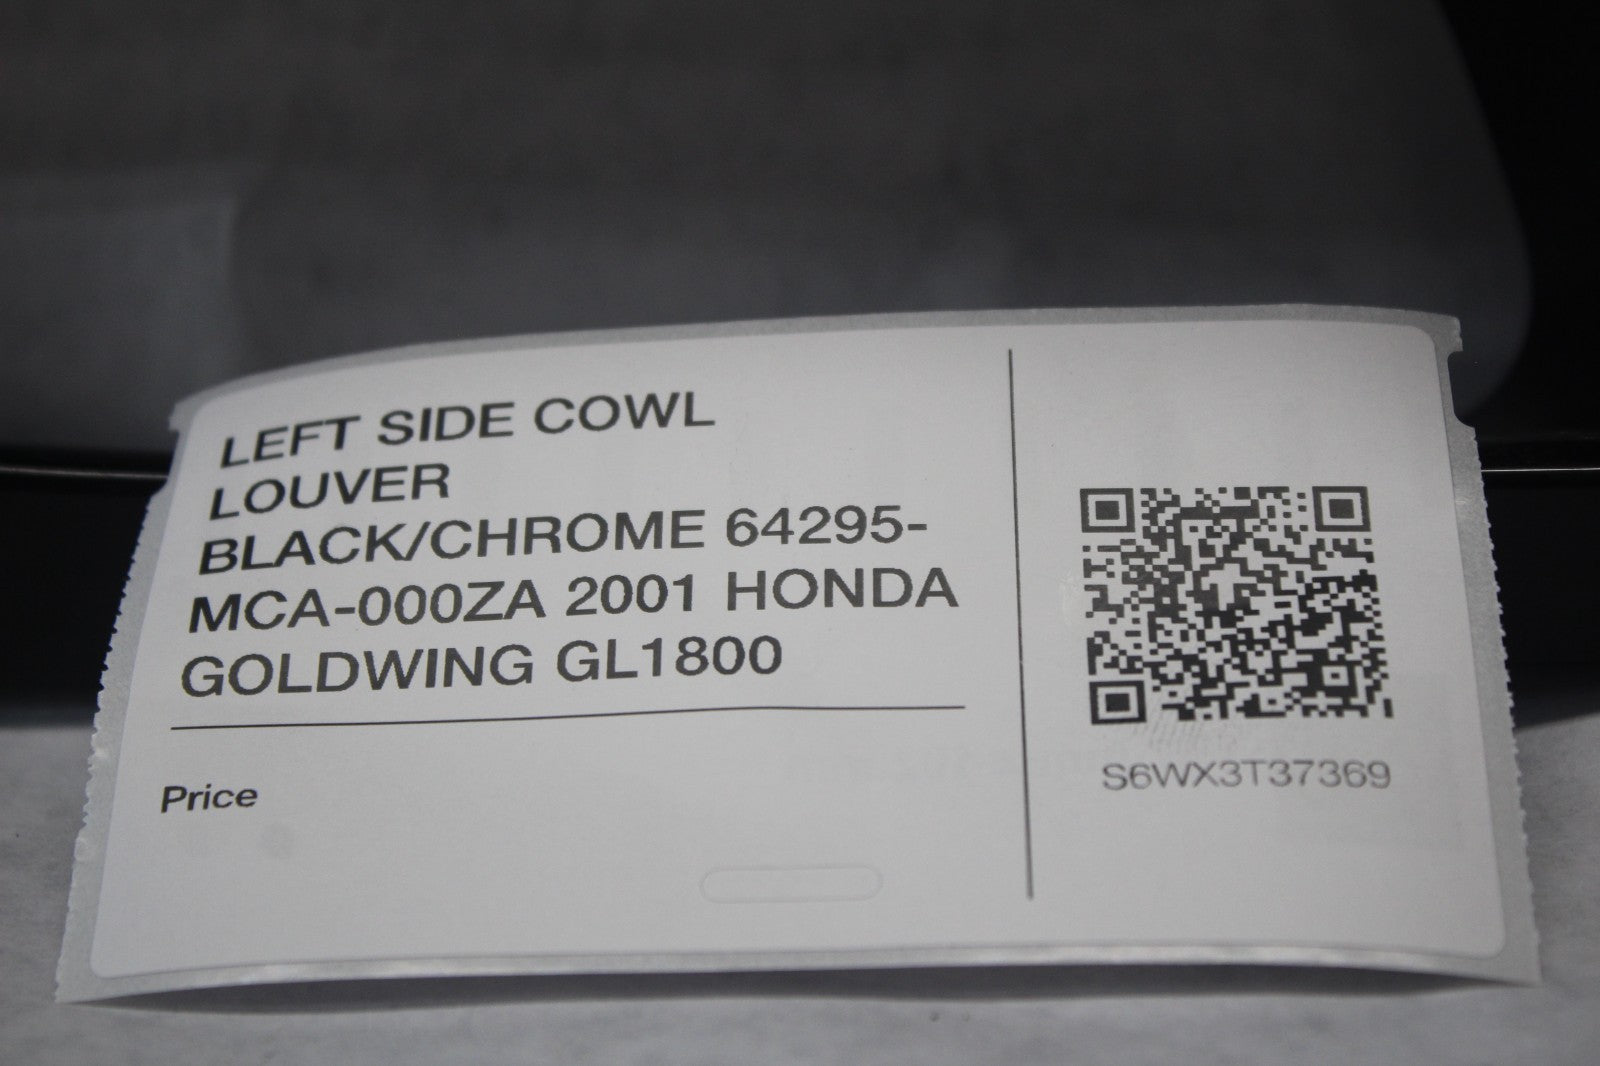 LEFT SIDE COWL
LOUVER
BLACK/CHROME 64295-
MCA-000ZA 2001 HONDA
GOLDWING GL1800
Price
S6WX3T37369